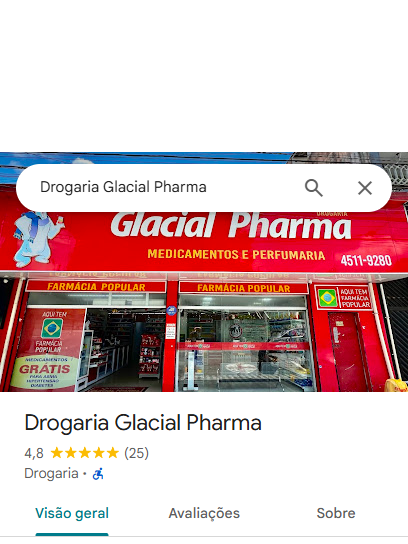 Drogaria Glacial Pharma
DROGARIA
Glacial Pharma
MEDICAMENTOS E PERFUMARIA
4511-9280
FARMÁCIA POPULAR
FARMÁCIA POPULAR
AQUI TEM
FARMÁCIA
POPULAR
AQUI TEM
FARMÁCIA
POPULAR
MEDICAMENTOS
GRÁTIS
PARA ASMA
HIPERTENSÃO
DIABETES
Drogaria Glacial Pharma
4,8 ★★★★★ (25)
Drogaria ·
Visão geral
Avaliações
Sobre